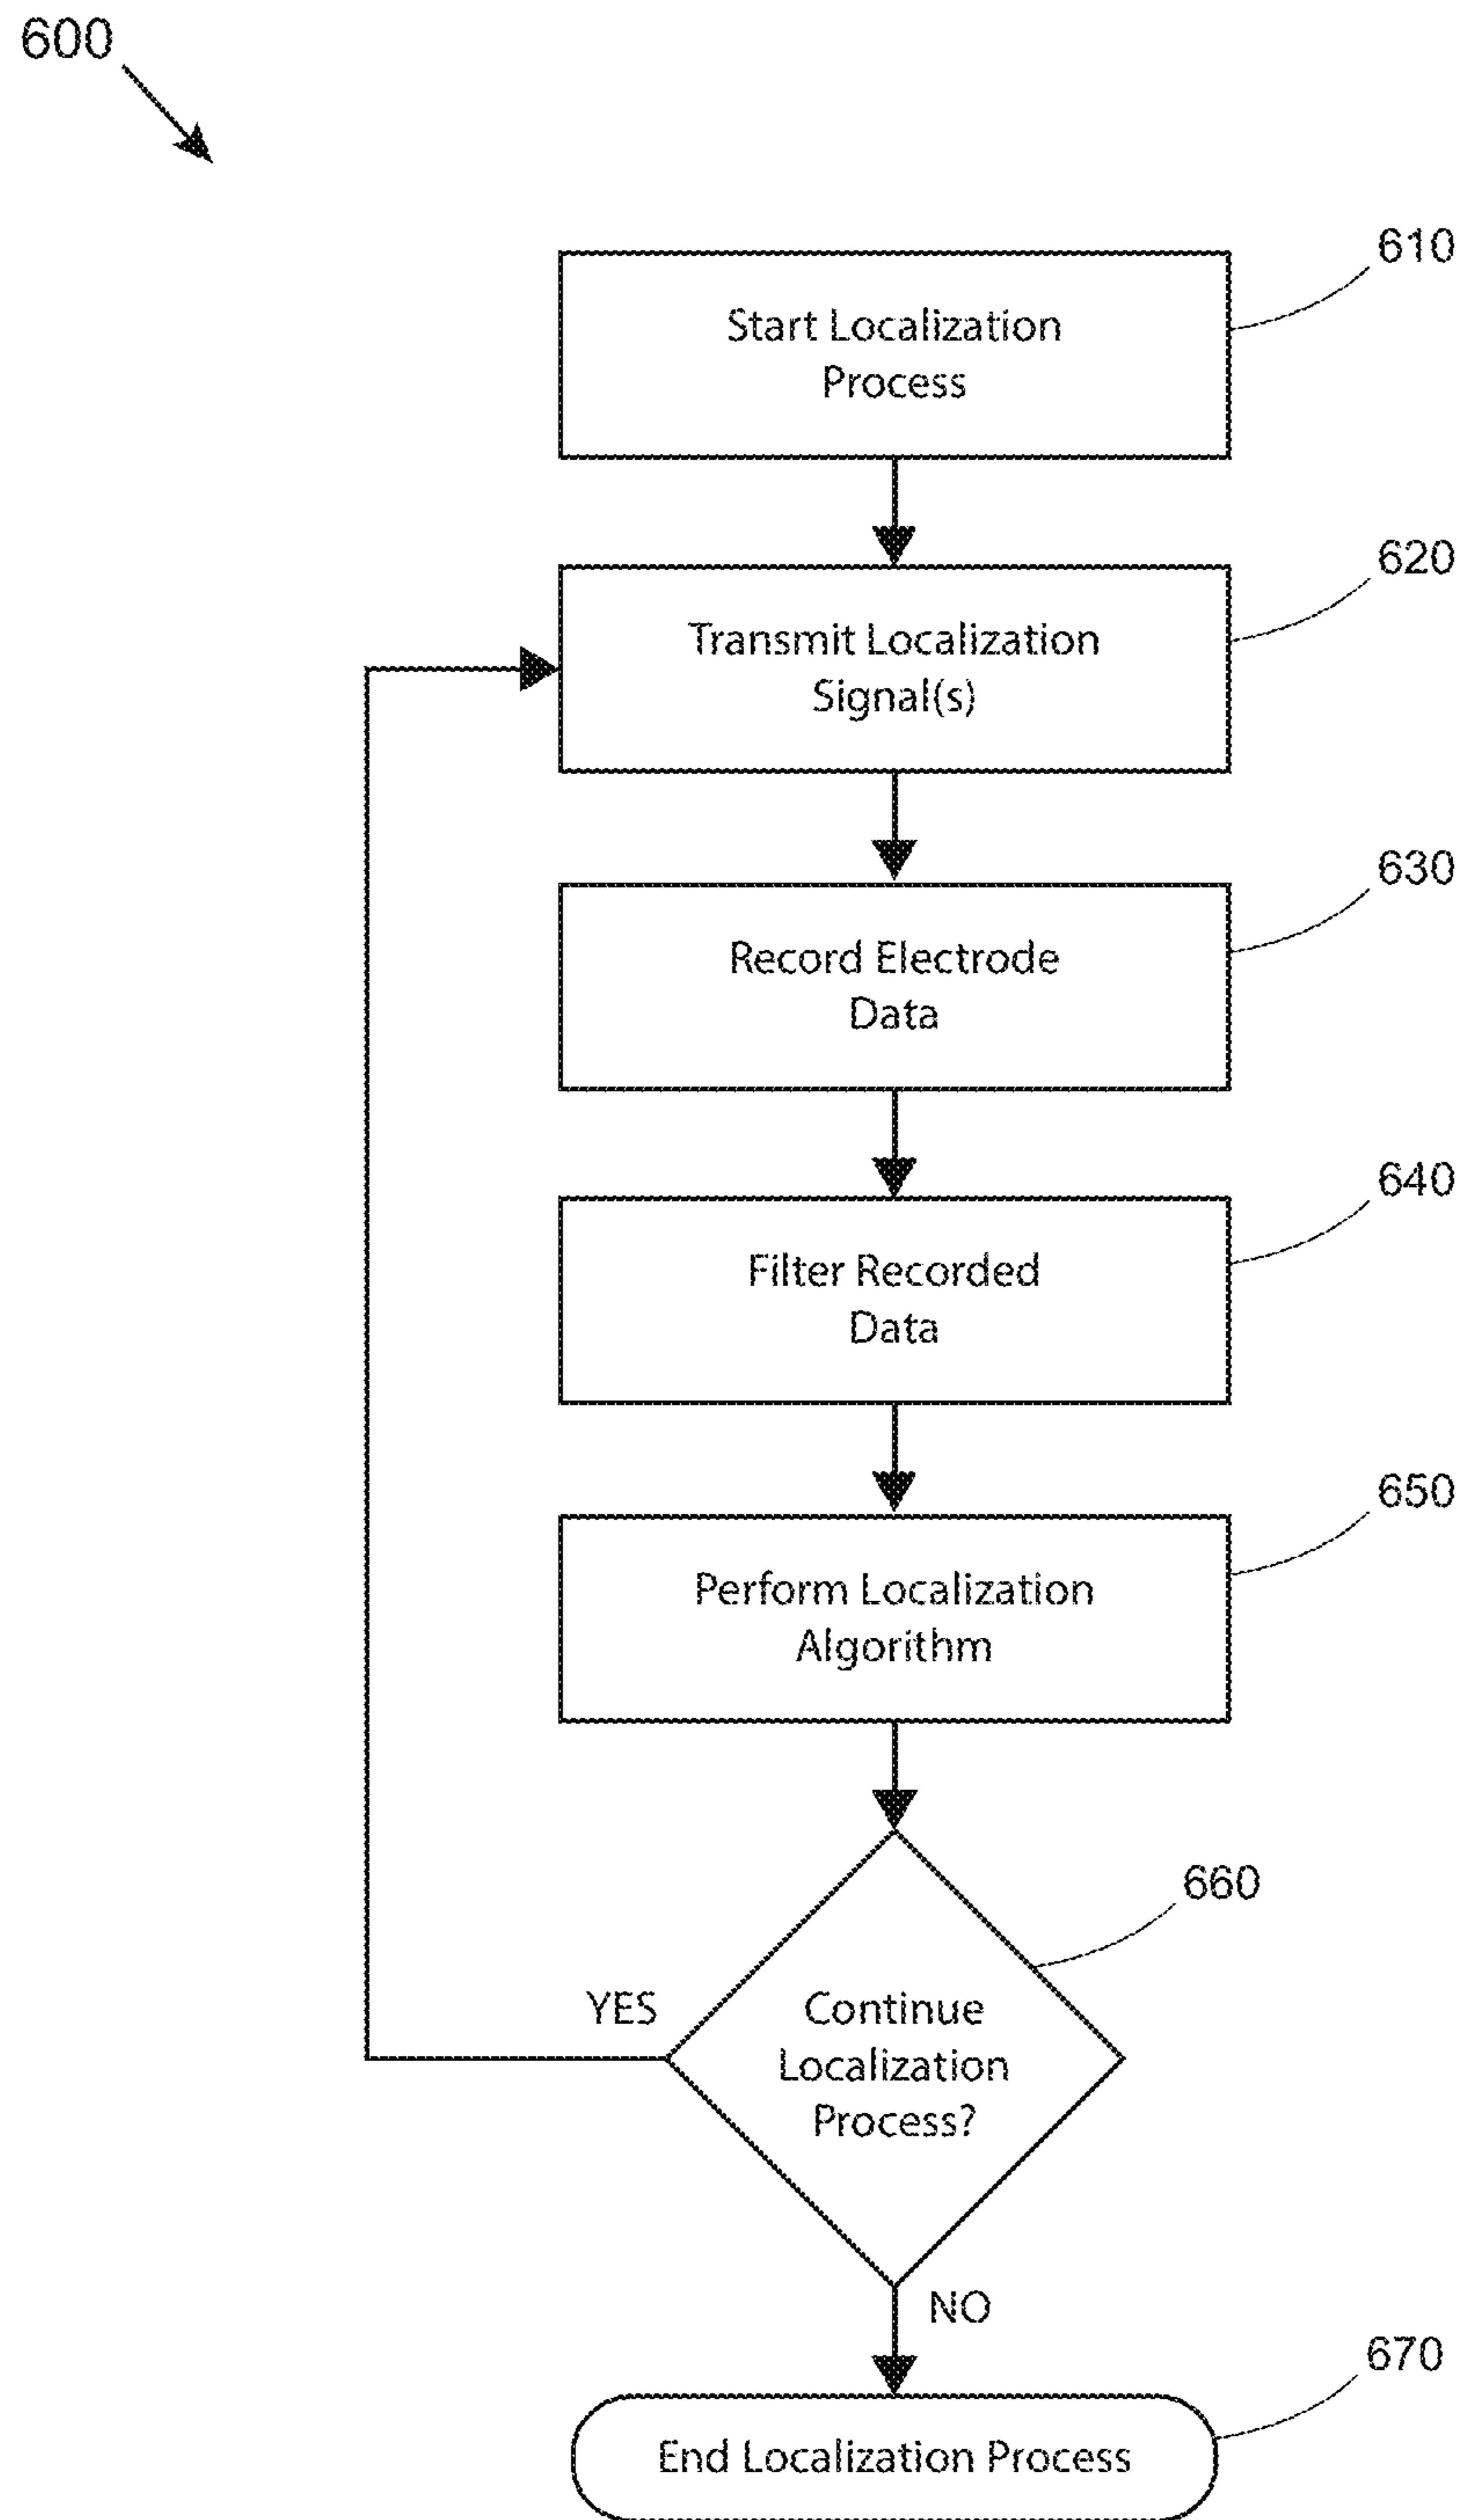 600
610
Start Localization
Process
620
Transmit Localization
Signal(s)
630
Record Electrode
Data
640
Filter Recorded
Data
650
Perform Localization
Algorithm
660
YES
Continue
Localization
Process?
NO
670
End Localization Process